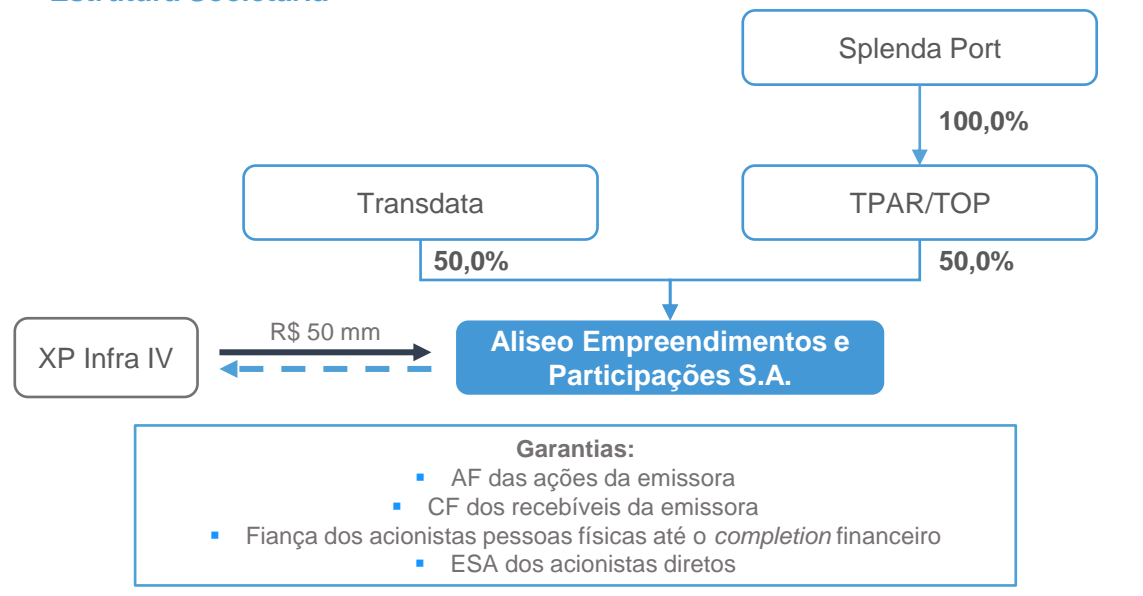 Estrutura Societária
Splenda Port
100,0%
Transdata
TPAR/TOP
50,0%
50,0%
XP Infra IV
R$ 50 mm
Aliseo Empreendimentos e
Participações S.A.
Garantias:
▪ AF das ações da emissora
▪ CF dos recebíveis da emissora
▪ Fiança dos acionistas pessoas físicas até o completion financeiro
▪ ESA dos acionistas diretos